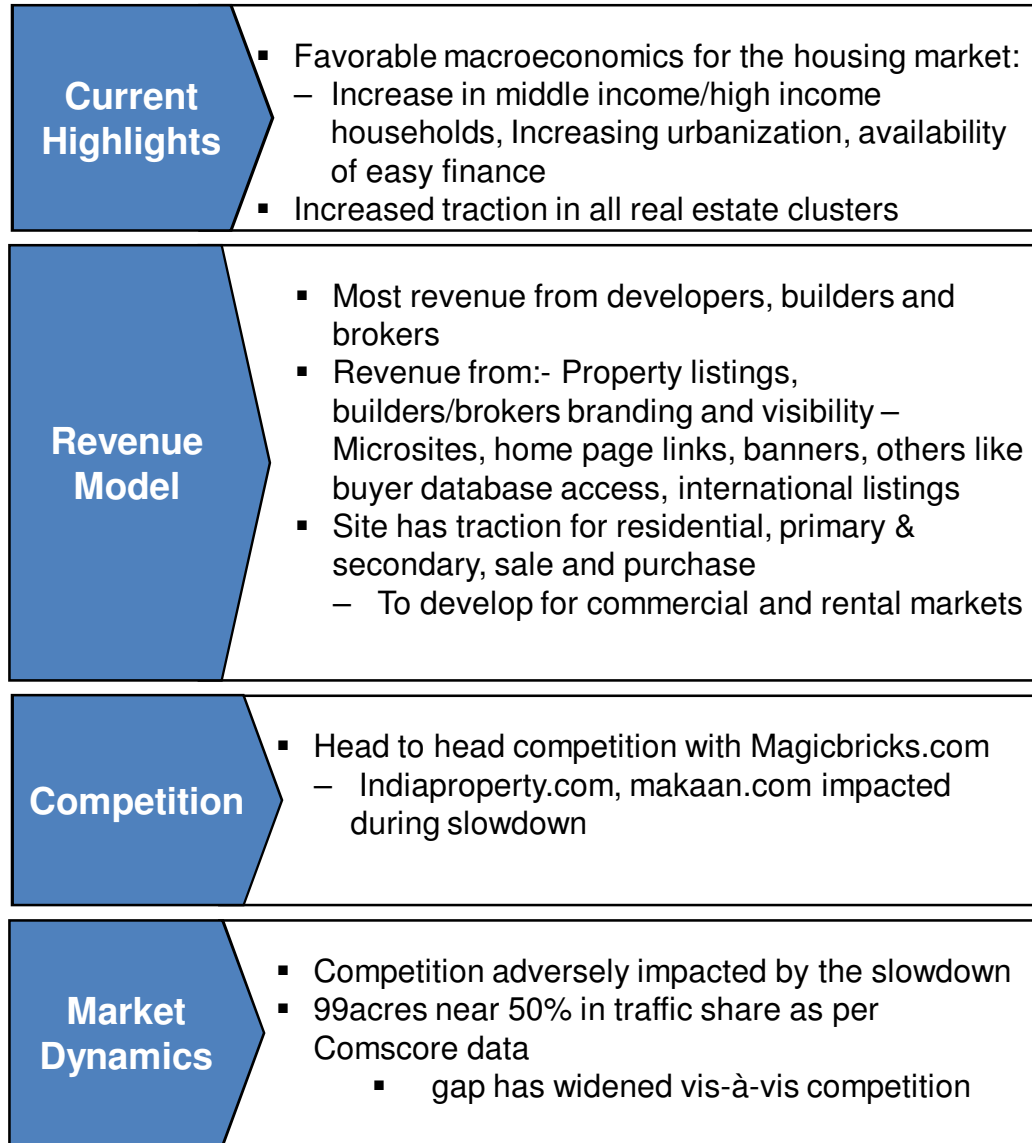 Current
Highlights
▪ Favorable macroeconomics for the housing market:
– Increase in middle income/high income
households, Increasing urbanization, availability
of easy finance
▪ Increased traction in all real estate clusters
Revenue
Model
▪ Most revenue from developers, builders and
brokers
▪ Revenue from:- Property listings,
builders/brokers branding and visibility –
Microsites, home page links, banners, others like
buyer database access, international listings
▪ Site has traction for residential, primary &
secondary, sale and purchase
– To develop for commercial and rental markets
Competition
▪ Head to head competition with Magicbricks.com
– Indiaproperty.com, makaan.com impacted
during slowdown
Market
Dynamics
▪ Competition adversely impacted by the slowdown
▪ 99acres near 50% in traffic share as per
Comscore data
▪ gap has widened vis-à-vis competition